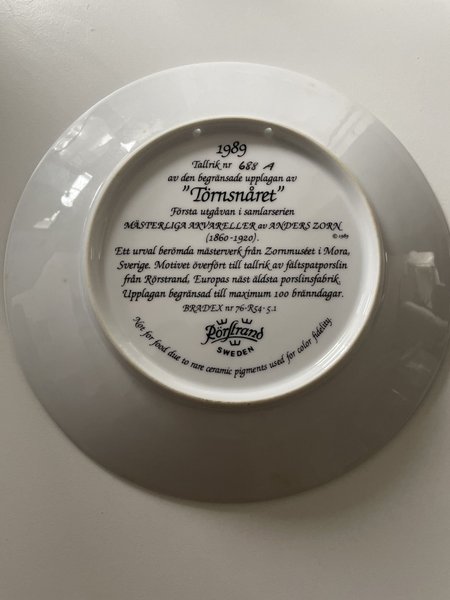 1989
Tallrik nr 688 A
av den begränsade upplagan av
"Törnsnåret"
Första utgåvan i samlarserien
MÄSTERLIGA AKVARELLER av ANDERS ZORN
(1860-1920).
© 1987
Ett urval berömda mästerverk från Zornmuséet i Mora,
Sverige. Motivet överfört till tallrik av fältspatporslin
från Rörstrand, Europas näst äldsta porslinsfabrik.
Upplagan begränsad till maximum 100 bränndagar.
BRADEX nr 76-R54-5.1
Rörstrand
SWEDEN
Not for food due to rare ceramic pigments used for color fidelity.